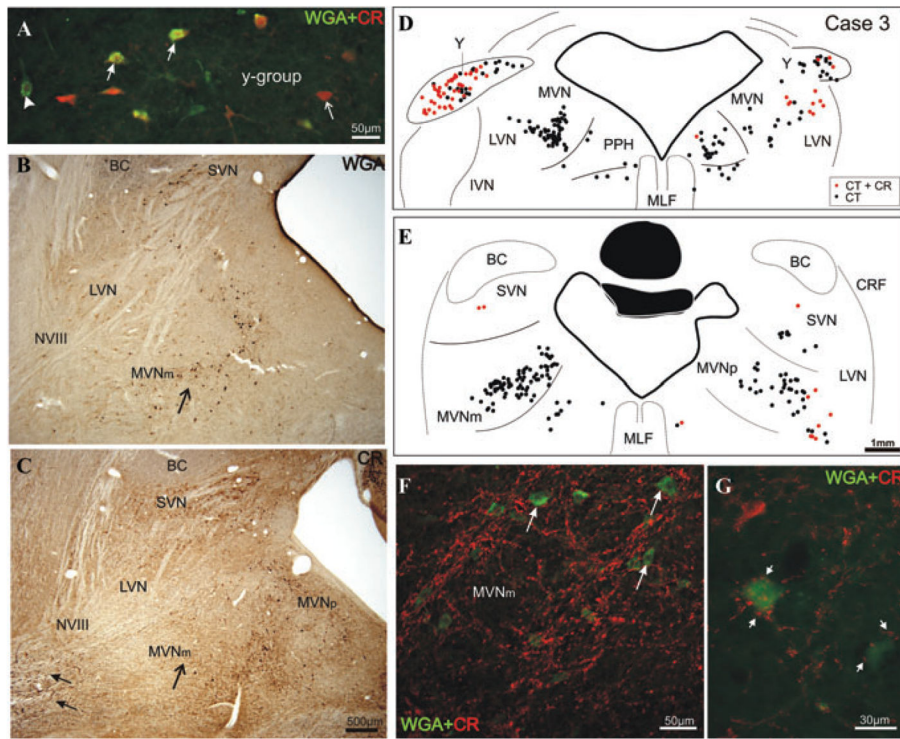 A
WGA+CR
y-group
50µm
B
WGA
BC
SVN
LVN
NVIII
MVNm
C
CR
BC
SVN
LVN
MVNp
NVIII
MVNm
500µm
D
Case 3
Y
Y
MVN
MVN
LVN
LVN
PPH
IVN
MLF
CT + CR
CT
E
BC
BC
SVN
CRF
SVN
MVNp
LVN
MVNm
MLF
1mm
F
MVNm
WGA+CR
50µm
G
WGA+CR
30µm